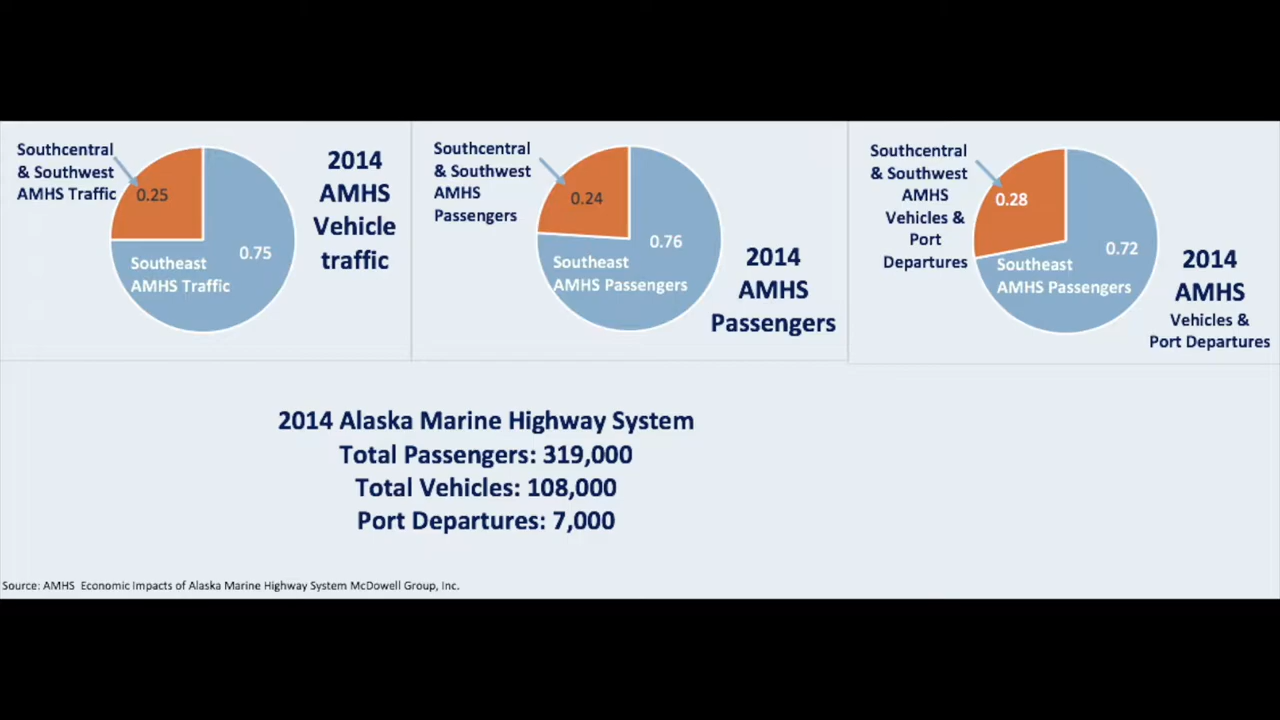 Southcentral
& Southwest
AMHS Traffic
0.25
0.75
Southeast
AMHS Traffic
2014
AMHS
Vehicle
traffic
Southcentral
& Southwest
AMHS
Passengers
0.24
0.76
Southeast
AMHS Passengers
2014
AMHS
Passengers
Southcentral
& Southwest
AMHS
Vehicles &
Port
Departures
0.28
0.72
Southeast
AMHS Passengers
2014
AMHS
Vehicles &
Port Departures
2014 Alaska Marine Highway System
Total Passengers: 319,000
Total Vehicles: 108,000
Port Departures: 7,000
Source: AMHS Economic Impacts of Alaska Marine Highway System McDowell Group, Inc.